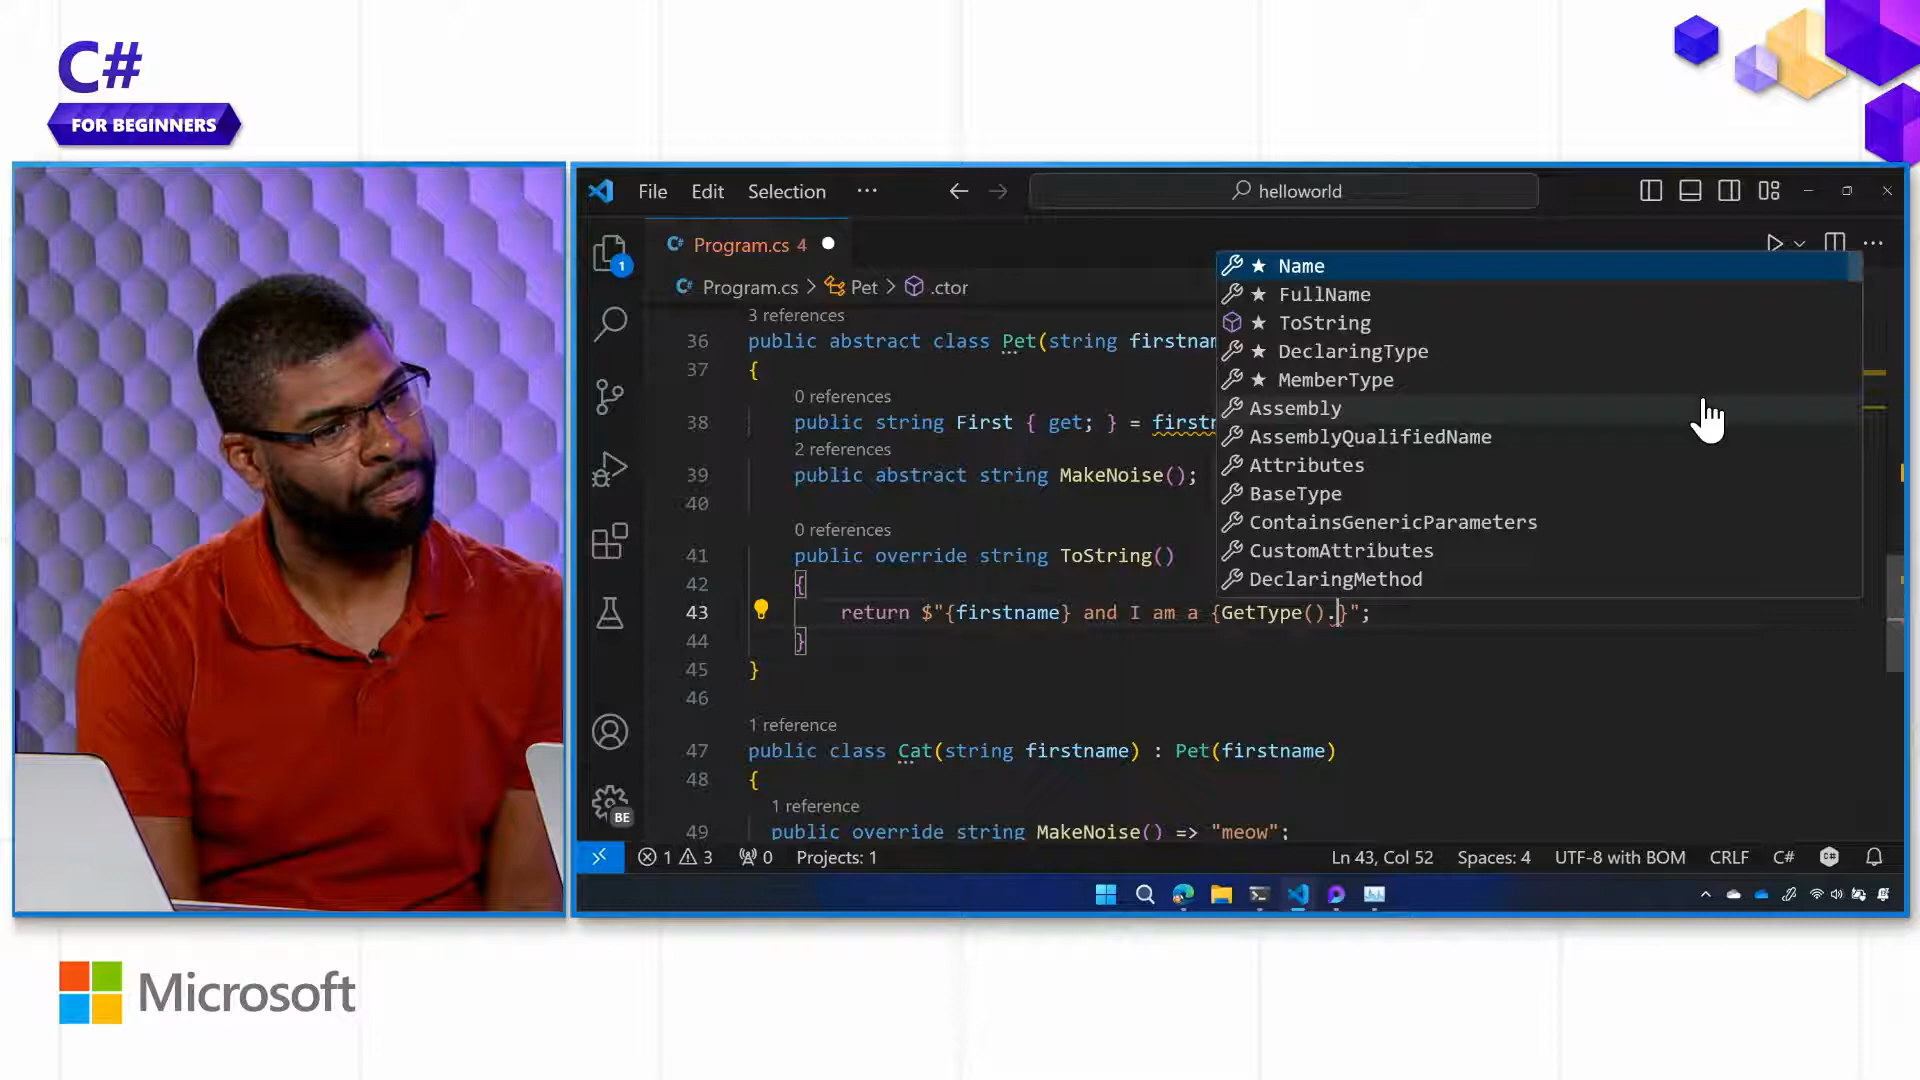 C#
FOR BEGINNERS
File Edit Selection ··· helloworld
Program.cs 4
Program.cs > Pet > .ctor
1
3 references
36 public abstract class Pet(string firstnam
37 {
0 references
38 public string First { get; } = firstn
2 references
39 public abstract string MakeNoise();
40
0 references
41 public override string ToString()
42 {
43 return $"{firstname} and I am a {GetType().}";
44 }
45 }
46
1 reference
47 public class Cat(string firstname) : Pet(firstname)
48 {
1 reference
49 public override string MakeNoise() => "meow";
Name
FullName
ToString
DeclaringType
MemberType
Assembly
AssemblyQualifiedName
Attributes
BaseType
ContainsGenericParameters
CustomAttributes
DeclaringMethod
BE
1 3 0 Projects: 1 Ln 43, Col 52 Spaces: 4 UTF-8 with BOM CRLF C#
Microsoft